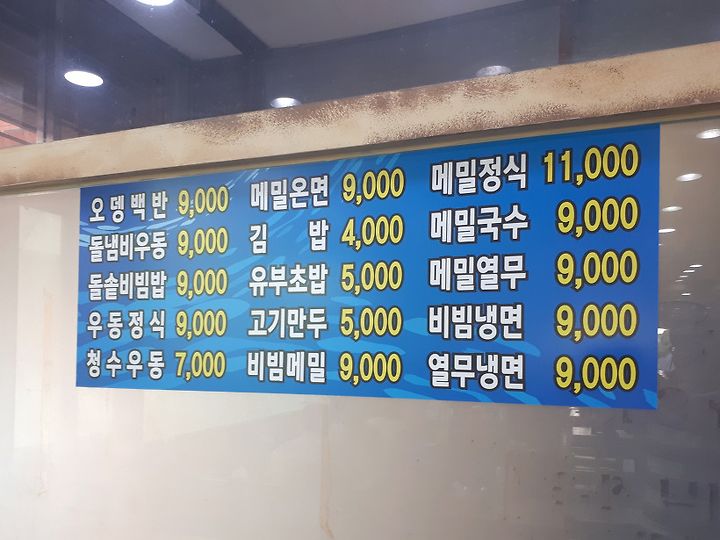 오뎅백반 9,000
돌냄비우동 9,000
돌솥비빔밥 9,000
우동정식 9,000
청수우동 7,000
메밀온면 9,000
김 밥 4,000
유부초밥 5,000
고기만두 5,000
비빔메밀 9,000
메밀정식 11,000
메밀국수 9,000
메밀열무 9,000
비빔냉면 9,000
열무냉면 9,000